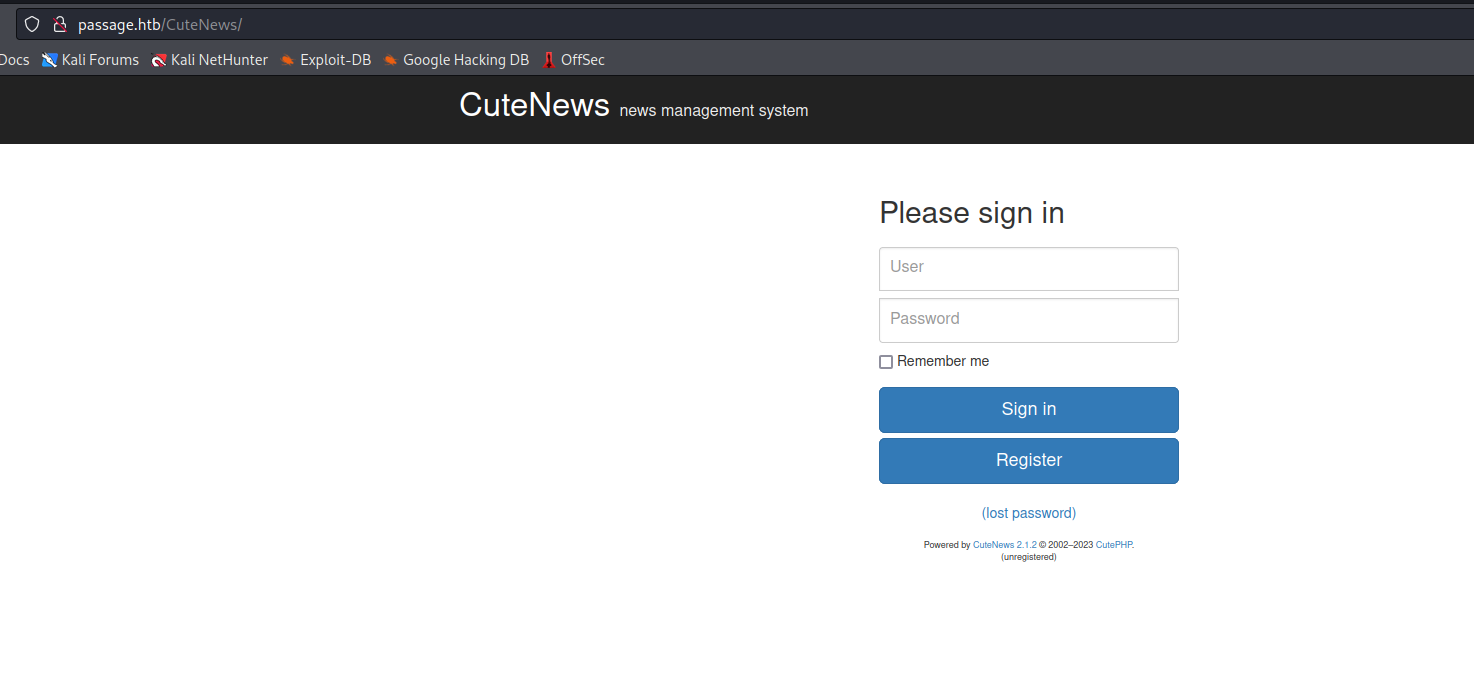 passage.htb/CuteNews/
Docs Kali Forums Kali NetHunter Exploit-DB Google Hacking DB OffSec
CuteNews news management system
Please sign in
User
Password
Remember me
Sign in
Register
(lost password)
Powered by CuteNews 2.1.2 © 2002–2023 CutePHP.
(unregistered)